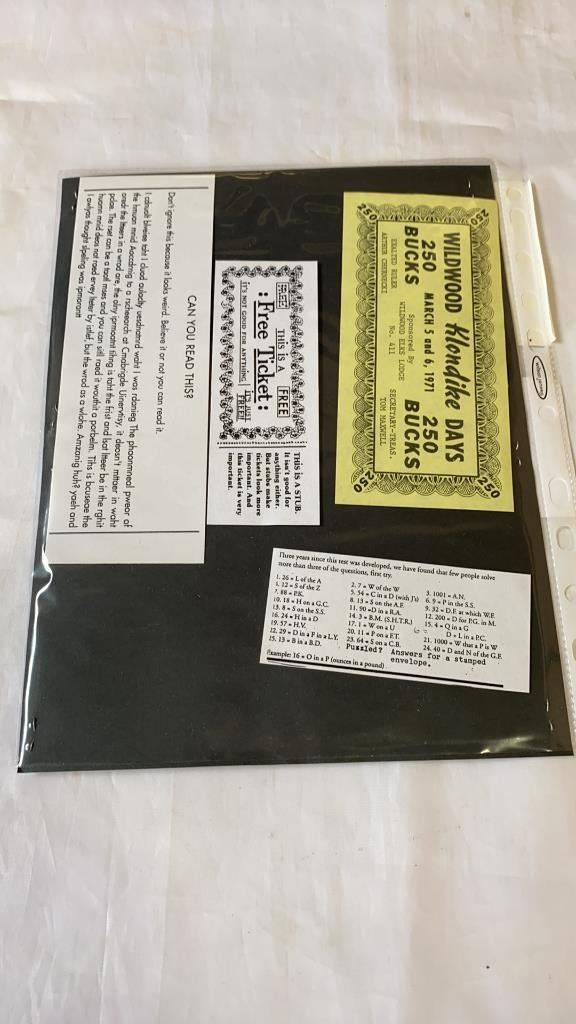 250
250
WILDWOOD Klondike DAYS
MARCH 5 and 6, 1971
250 250
BUCKS BUCKS
Sponsored By
WILDWOOD ELKS LODGE
No. 411
EXALTED RULER
SECRETARY-TREAS.
TOM MAXWELL
250
250
FREE! THIS IS A FREE
:Free Ticket:
IT'S NOT GOOD FOR ANYTHING
IT'S JUST FREE!
THIS IS A STUB.
It isn't good for
anything either.
But stubs make
tickets look more
important. And
this ticket is very
important.
CAN YOU READ THIS?
Don't ignore this because it looks weird. Believe it or not you can read it.
I cdnuolt blveiee taht I cluod aulaclty uesdnatnrd waht I was rdanieg The phaonmneel pweor of
the hmuan mnid Aoccdrnig to a rscheearch at Cmabrigde Uinervtisy, it deosn't mttaer in waht
oredr the ltteers in a wrod are, the olny iprmoatnt tihng is taht the frist and lsat ltteer be in the rghit
pclae. The rset can be a taotl mses and you can sitll raed it wouthit a porbelm. Tihs is bcuseae the
huamn mnid deos not raed ervey lteter by istlef, but the wrod as a wlohe. Amzanig huh? yaeh and
I awlyas thought slpeling was ipmorantt
Three years since this test was developed, we have found that few people solve
more than three of the questions, first try.
1. 26 = L of the A
2. 7 = W of the W
3. 1001 = A.N.
4. 12 = S of the Z
5. 54 = C in a D (with J's)
6. 9 = P in the S.S.
7. 88 = P.K.
8. 13 = S on the A.F.
9. 32 = D.F. at which W.F.
10. 18 = H on a G.C.
11. 90 = D in a R.A.
12. 200 = D for P.G. in M.
13. 8 = S on the S.S.
14. 3 = B.M. (S.H.T.R.)
15. 4 = Q in a G
16. 24 = H in a D
17. 1 = W on a U
D = L in a P.C.
19. 57 = H.V.
20. 11 = P on a F.T.
21. 1000 = W that a P is W
22. 29 = D in a F in a L.Y.
23. 64 = S on a C.B.
24. 40 = D and N of the G.F.
25. 13 = B in a B.D.
Puzzled? Answers for a stamped
envelope.
Example: 16 = O in a P (ounces in a pound)